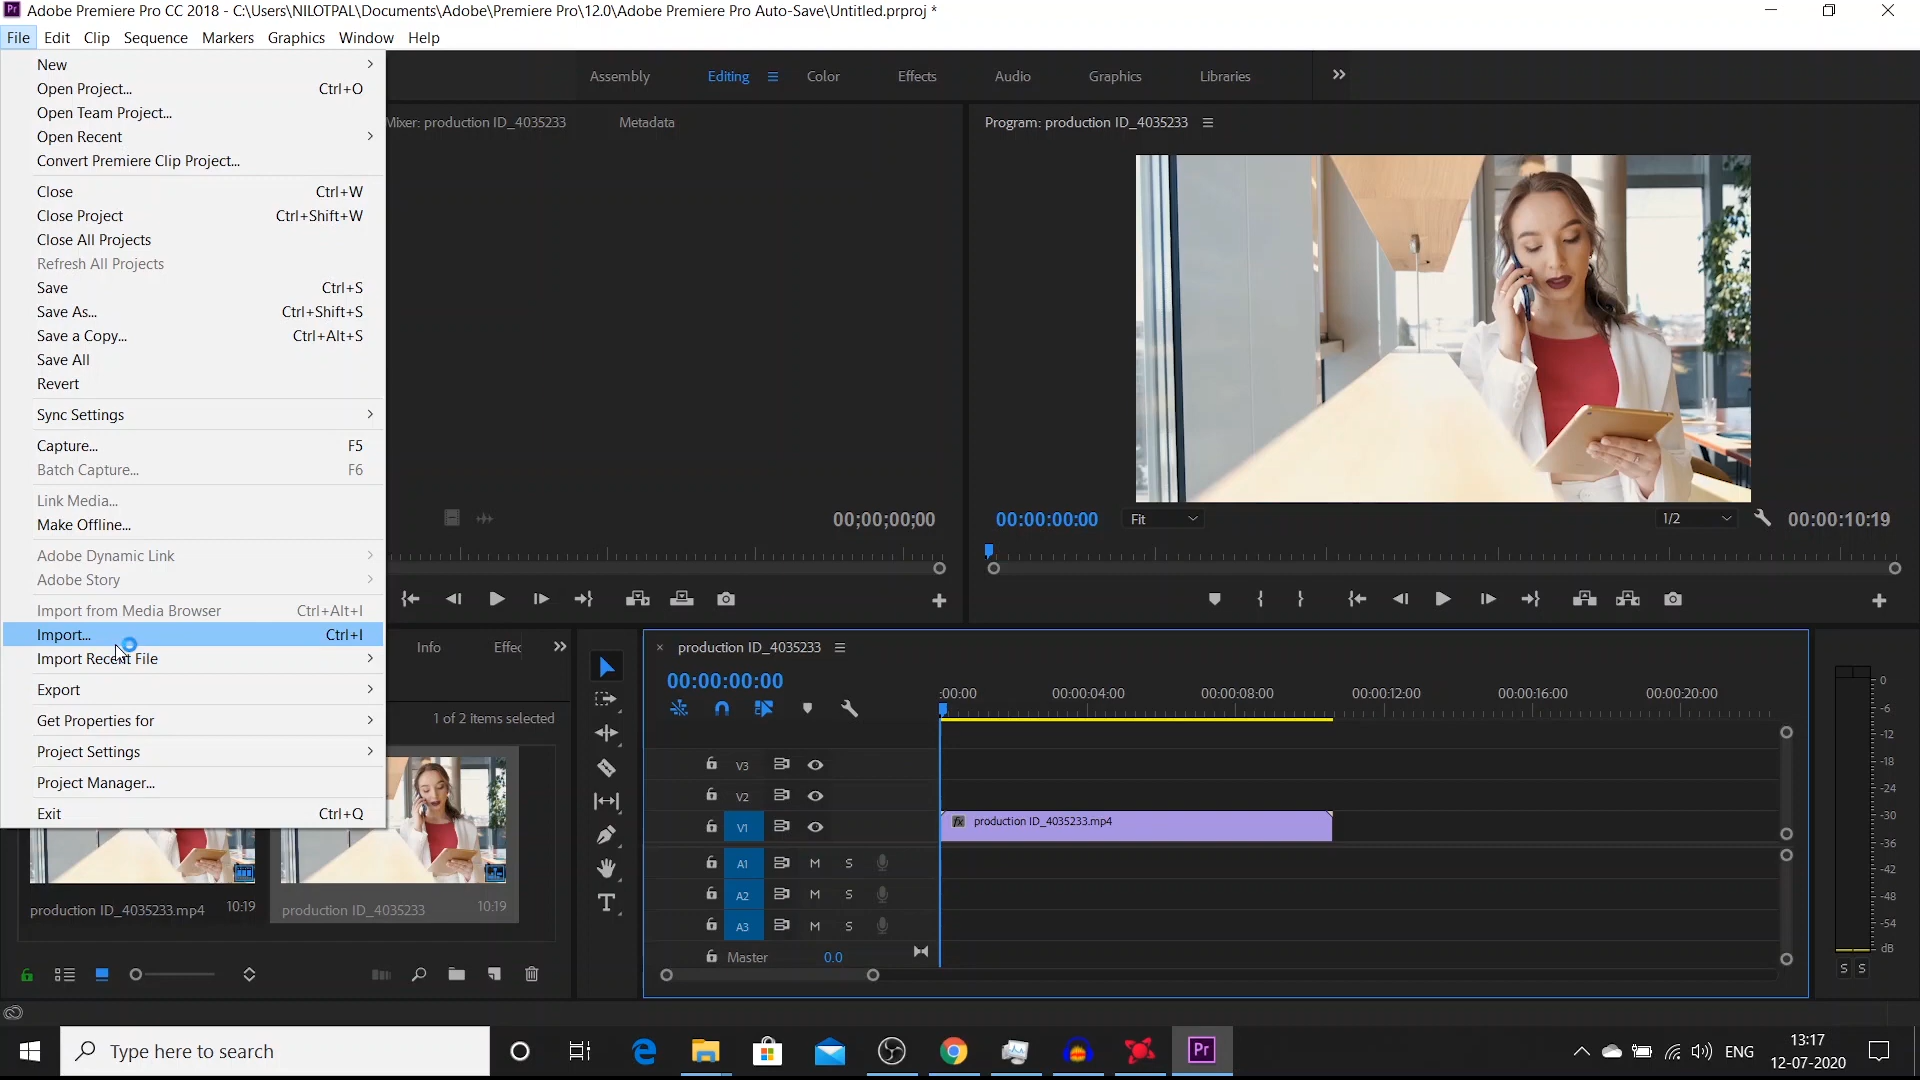 Pr Adobe Premiere Pro CC 2018 - C:\Users\NILOTPAL\Documents\Adobe\Premiere Pro\12.0\Adobe Premiere Pro Auto-Save\Untitled.prproj *
File Edit Clip Sequence Markers Graphics Window Help
New
Open Project... Ctrl+O
Open Team Project...
Open Recent
Convert Premiere Clip Project...
Close Ctrl+W
Close Project Ctrl+Shift+W
Close All Projects
Refresh All Projects
Save Ctrl+S
Save As... Ctrl+Shift+S
Save a Copy... Ctrl+Alt+S
Save All
Revert
Sync Settings
Capture... F5
Batch Capture... F6
Link Media...
Make Offline...
Adobe Dynamic Link
Adobe Story
Import from Media Browser Ctrl+Alt+I
Import... Ctrl+I
Import Recent File
Export
Get Properties for
Project Settings
Project Manager...
Exit Ctrl+Q
Assembly Editing Color Effects Audio Graphics Libraries
Mixer: production ID_4035233 Metadata
Program: production ID_4035233
00;00;00;00
00:00:00:00 Fit 1/2 00:00:10:19
Info Effec
1 of 2 items selected
production ID_4035233.mp4 10:19
production ID_4035233 10:19
× production ID_4035233
00:00:00:00
:00:00 00:00:04:00 00:00:08:00 00:00:12:00 00:00:16:00 00:00:20:00
V3
V2
V1 fx production ID_4035233.mp4
A1 M S
A2 M S
A3 M S
Master 0.0
0
-6
-12
-18
-24
-30
-36
-42
-48
-54
dB
S S
Type here to search
Pr
ENG
13:17
12-07-2020